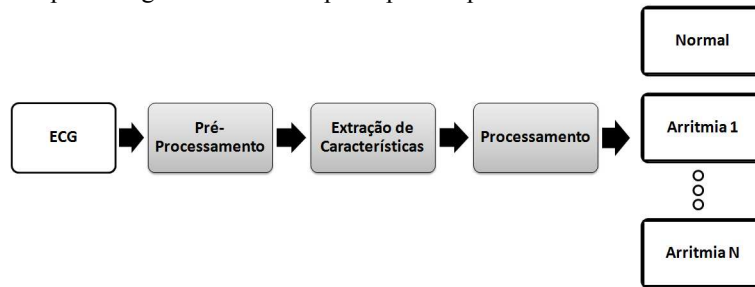 ECG
Pré-
Processamento
Extração de
Características
Processamento
Normal
Arritmia 1
Arritmia N